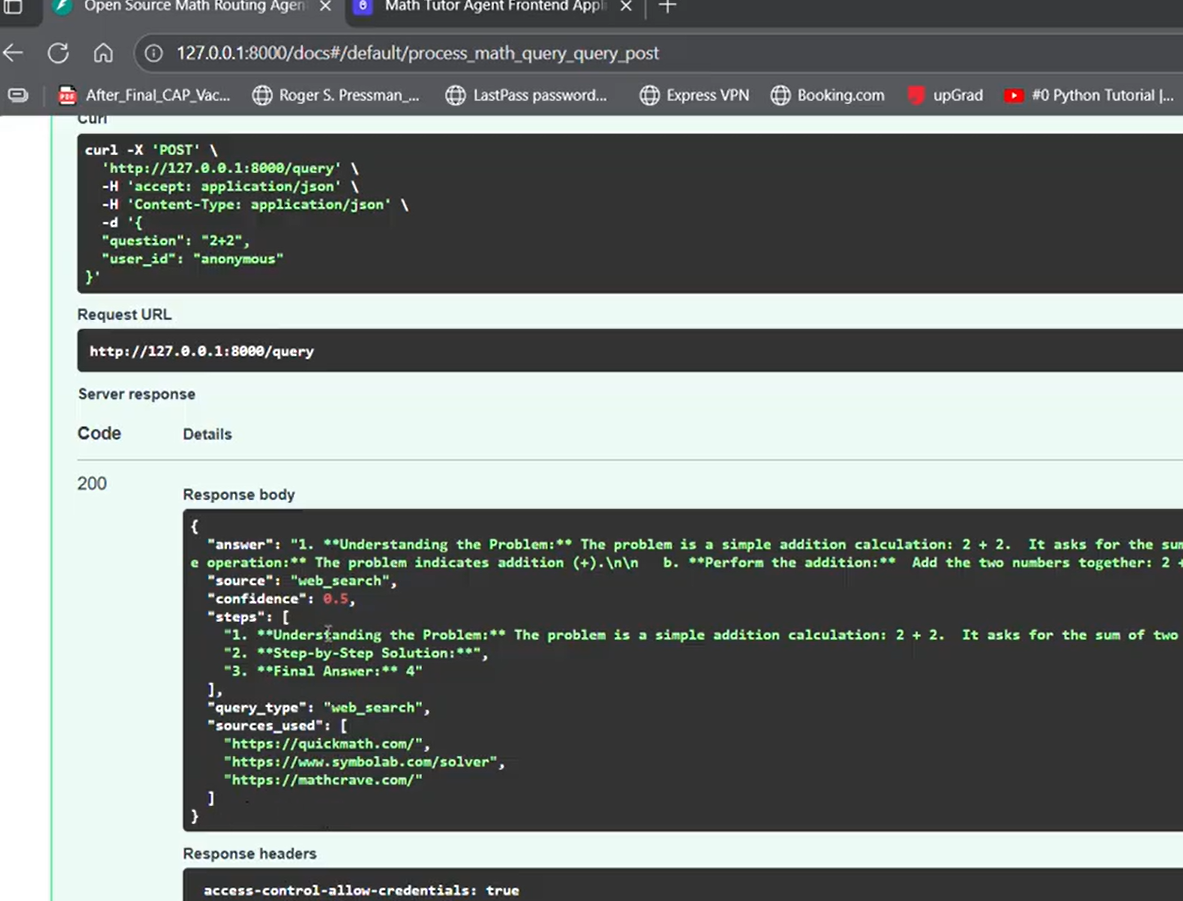 Open Source Math Routing Agen
Math Tutor Agent Frontend Appl
127.0.0.1:8000/docs#/default/process_math_query_query_post
After_Final_CAP_Vac...
Roger S. Pressman_...
LastPass password...
Express VPN
Booking.com
upGrad
#0 Python Tutorial |...
Curl
curl -X 'POST' \
'http://127.0.0.1:8000/query' \
-H 'accept: application/json' \
-H 'Content-Type: application/json' \
-d '{
"question": "2+2",
"user_id": "anonymous"
}'
Request URL
http://127.0.0.1:8000/query
Server response
Code Details
200
Response body
{
"answer": "1. **Understanding the Problem:** The problem is a simple addition calculation: 2 + 2.  It asks for the sum
e operation:** The problem indicates addition (+).\n\n   b. **Perform the addition:**  Add the two numbers together: 2 +
"source": "web_search",
"confidence": 0.5,
"steps": [
"1. **Understanding the Problem:** The problem is a simple addition calculation: 2 + 2.  It asks for the sum of two
"2. **Step-by-Step Solution:**",
"3. **Final Answer:** 4"
],
"query_type": "web_search",
"sources_used": [
"https://quickmath.com/",
"https://www.symbolab.com/solver",
"https://mathcrave.com/"
]
}
Response headers
access-control-allow-credentials: true